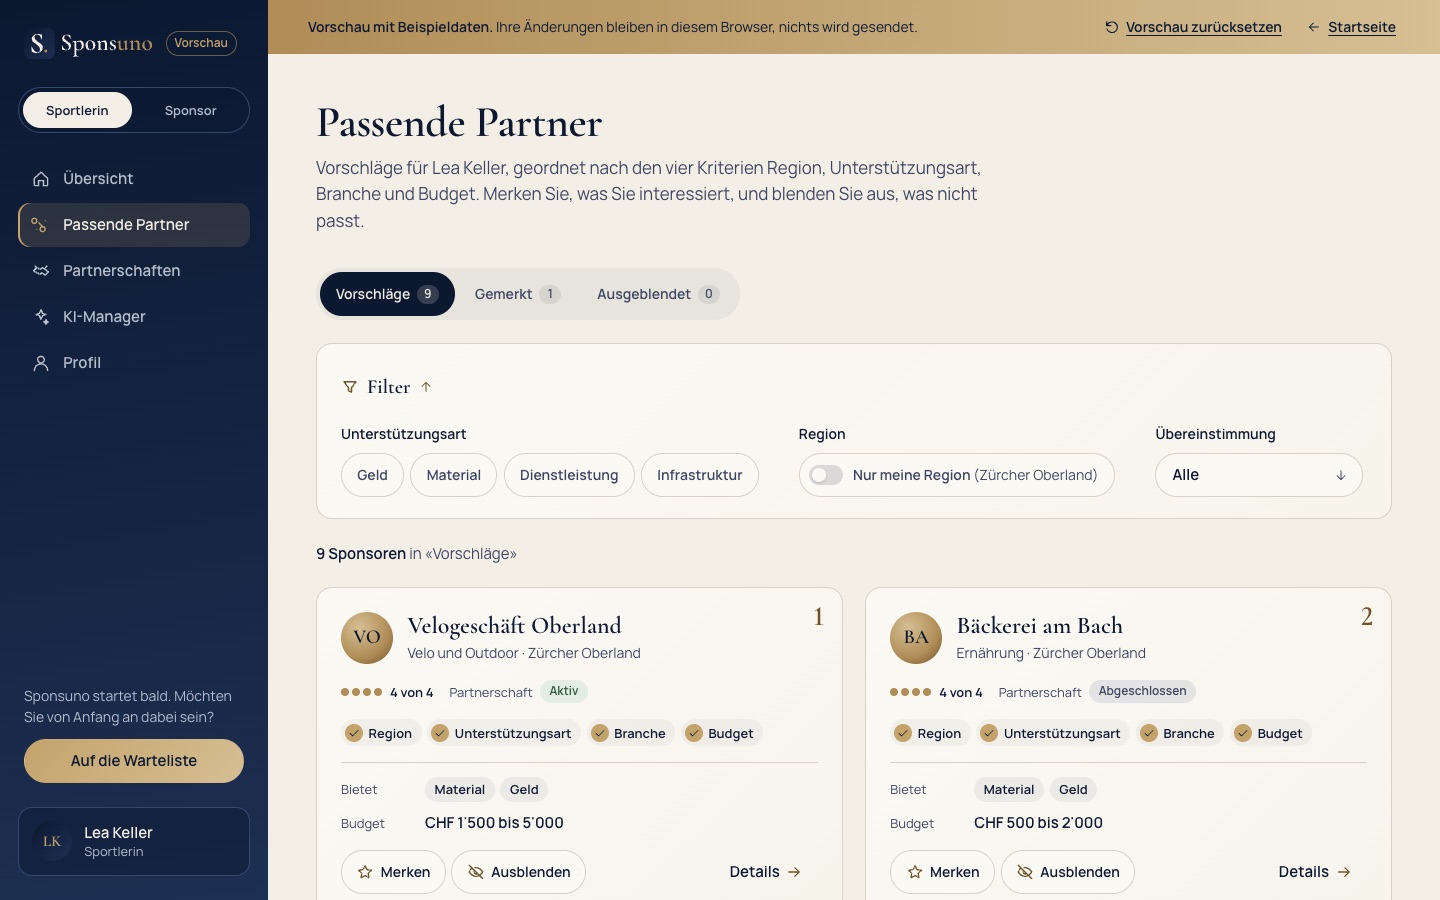 S. Sponsuno Vorschau
Sportlerin Sponsor
Übersicht
Passende Partner
Partnerschaften
KI-Manager
Profil
Sponsuno startet bald. Möchten
Sie von Anfang an dabei sein?
Auf die Warteliste
LK Lea Keller
Sportlerin
Vorschau mit Beispieldaten. Ihre Änderungen bleiben in diesem Browser, nichts wird gesendet.
Vorschau zurücksetzen
Startseite
Passende Partner
Vorschläge für Lea Keller, geordnet nach den vier Kriterien Region, Unterstützungsart,
Branche und Budget. Merken Sie, was Sie interessiert, und blenden Sie aus, was nicht
passt.
Vorschläge 9 Gemerkt 1 Ausgeblendet 0
Filter
Unterstützungsart
Geld Material Dienstleistung Infrastruktur
Region
Nur meine Region (Zürcher Oberland)
Übereinstimmung
Alle
9 Sponsoren in «Vorschläge»
VO Velogeschäft Oberland 1
Velo und Outdoor · Zürcher Oberland
4 von 4 Partnerschaft Aktiv
Region Unterstützungsart Branche Budget
Bietet Material Geld
Budget CHF 1'500 bis 5'000
Merken Ausblenden Details
BA Bäckerei am Bach 2
Ernährung · Zürcher Oberland
4 von 4 Partnerschaft Abgeschlossen
Region Unterstützungsart Branche Budget
Bietet Material Geld
Budget CHF 500 bis 2'000
Merken Ausblenden Details